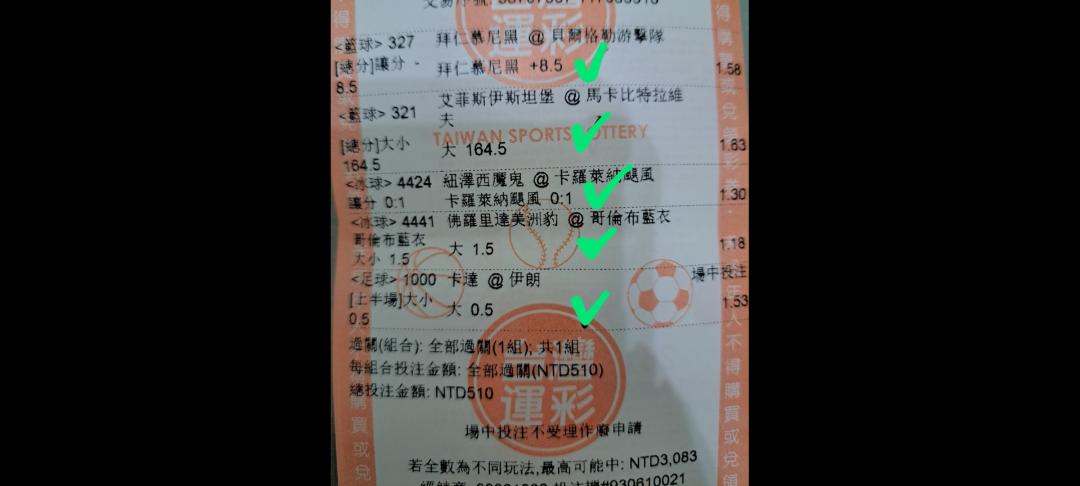 <籃球> 327 拜仁慕尼黑 @ 貝爾格勒游擊隊
[總分]讓分 - 8.5 拜仁慕尼黑 +8.5 1.58
<籃球> 321 艾菲斯伊斯坦堡 @ 馬卡比特拉維夫
TAIWAN SPORTS LOTTERY
[總分]大小 164.5 大 164.5 1.63
<冰球> 4424 紐澤西魔鬼 @ 卡羅萊納颶風
讓分 0:1 卡羅萊納颶風 0:1 1.30
<冰球> 4441 佛羅里達美洲豹 @ 哥倫布藍衣
哥倫布藍衣 大小 1.5 大 1.5 1.18
<足球> 1000 卡達 @ 伊朗 場中投注
[上半場]大小 0.5 大 0.5 1.53
過關(組合): 全部過關(1組); 共1組
每組合投注金額: 全部過關(NTD510)
總投注金額: NTD510
運彩
場中投注不受理作廢申請
若全數為不同玩法,最高可能中: NTD3,083